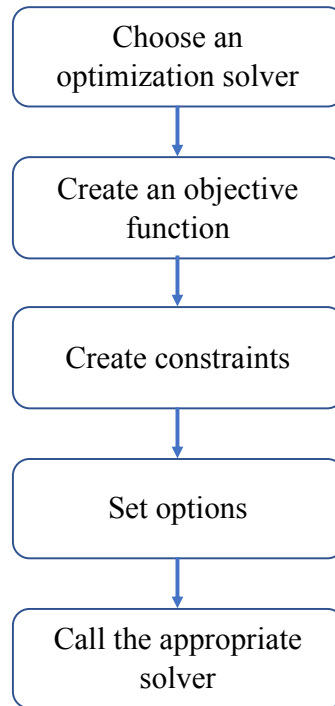 Choose an
optimization solver
Create an objective
function
Create constraints
Set options
Call the appropriate
solver